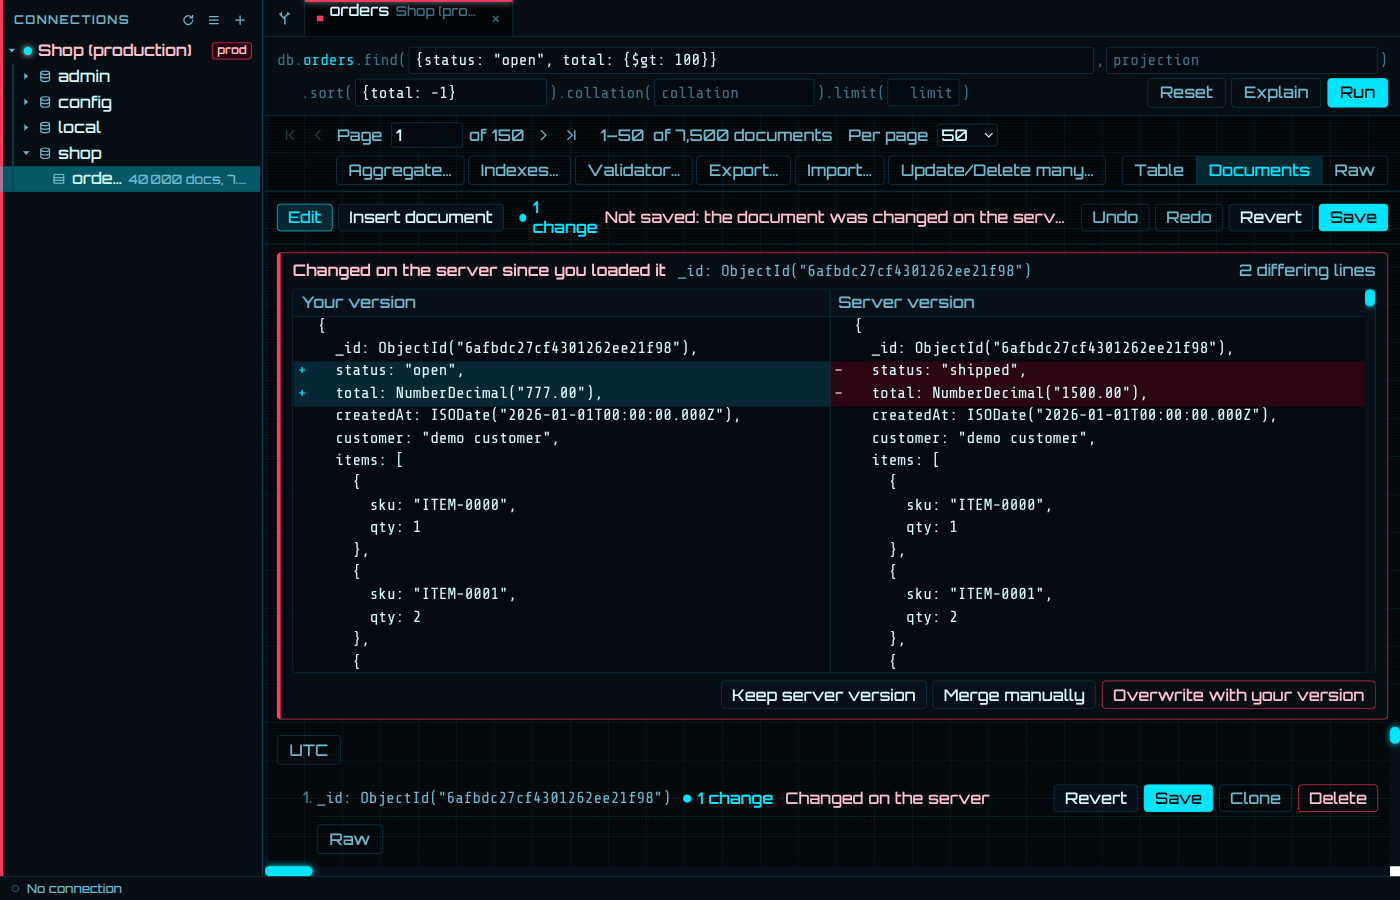 CONNECTIONS
Shop (production) prod
admin
config
local
shop
orde... 40 000 docs, 7....
orders Shop (pro... ×
db.orders.find( {status: "open", total: {$gt: 100}} , projection )
.sort( {total: -1} ).collation( collation ).limit( limit )
Reset Explain Run
Page 1 of 150 1–50 of 7,500 documents Per page 50
Aggregate... Indexes... Validator... Export... Import... Update/Delete many... Table Documents Raw
Edit Insert document 1 change Not saved: the document was changed on the serv... Undo Redo Revert Save
Changed on the server since you loaded it _id: ObjectId("6afbdc27cf4301262ee21f98") 2 differing lines
Your version Server version
{ {
_id: ObjectId("6afbdc27cf4301262ee21f98"), _id: ObjectId("6afbdc27cf4301262ee21f98"),
+ status: "open", − status: "shipped",
+ total: NumberDecimal("777.00"), − total: NumberDecimal("1500.00"),
createdAt: ISODate("2026-01-01T00:00:00.000Z"), createdAt: ISODate("2026-01-01T00:00:00.000Z"),
customer: "demo customer", customer: "demo customer",
items: [ items: [
{ {
sku: "ITEM-0000", sku: "ITEM-0000",
qty: 1 qty: 1
}, },
{ {
sku: "ITEM-0001", sku: "ITEM-0001",
qty: 2 qty: 2
}, },
{ {
Keep server version Merge manually Overwrite with your version
UTC
1. _id: ObjectId("6afbdc27cf4301262ee21f98") 1 change Changed on the server Revert Save Clone Delete
Raw
No connection